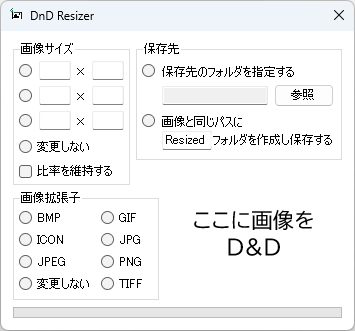 DnD Resizer
画像サイズ
×
×
×
変更しない
比率を維持する
保存先
保存先のフォルダを指定する
参照
画像と同じパスに
Resized フォルダを作成し保存する
画像拡張子
BMP GIF
ICON JPG
JPEG PNG
変更しない TIFF
ここに画像を
D&D